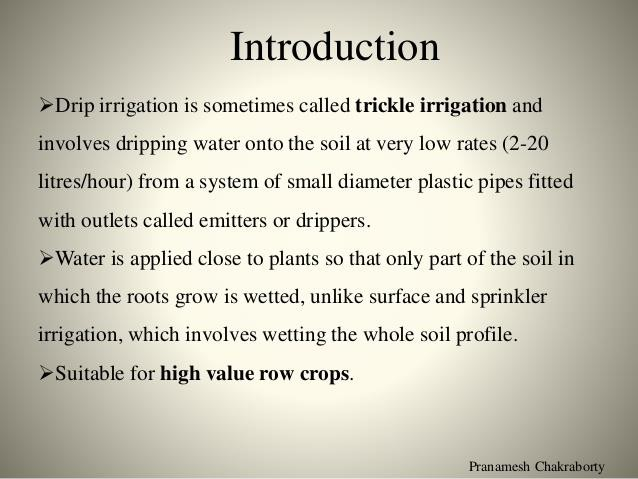 Introduction
➢Drip irrigation is sometimes called trickle irrigation and
involves dripping water onto the soil at very low rates (2-20
litres/hour) from a system of small diameter plastic pipes fitted
with outlets called emitters or drippers.
➢Water is applied close to plants so that only part of the soil in
which the roots grow is wetted, unlike surface and sprinkler
irrigation, which involves wetting the whole soil profile.
➢Suitable for high value row crops.
Pranamesh Chakraborty